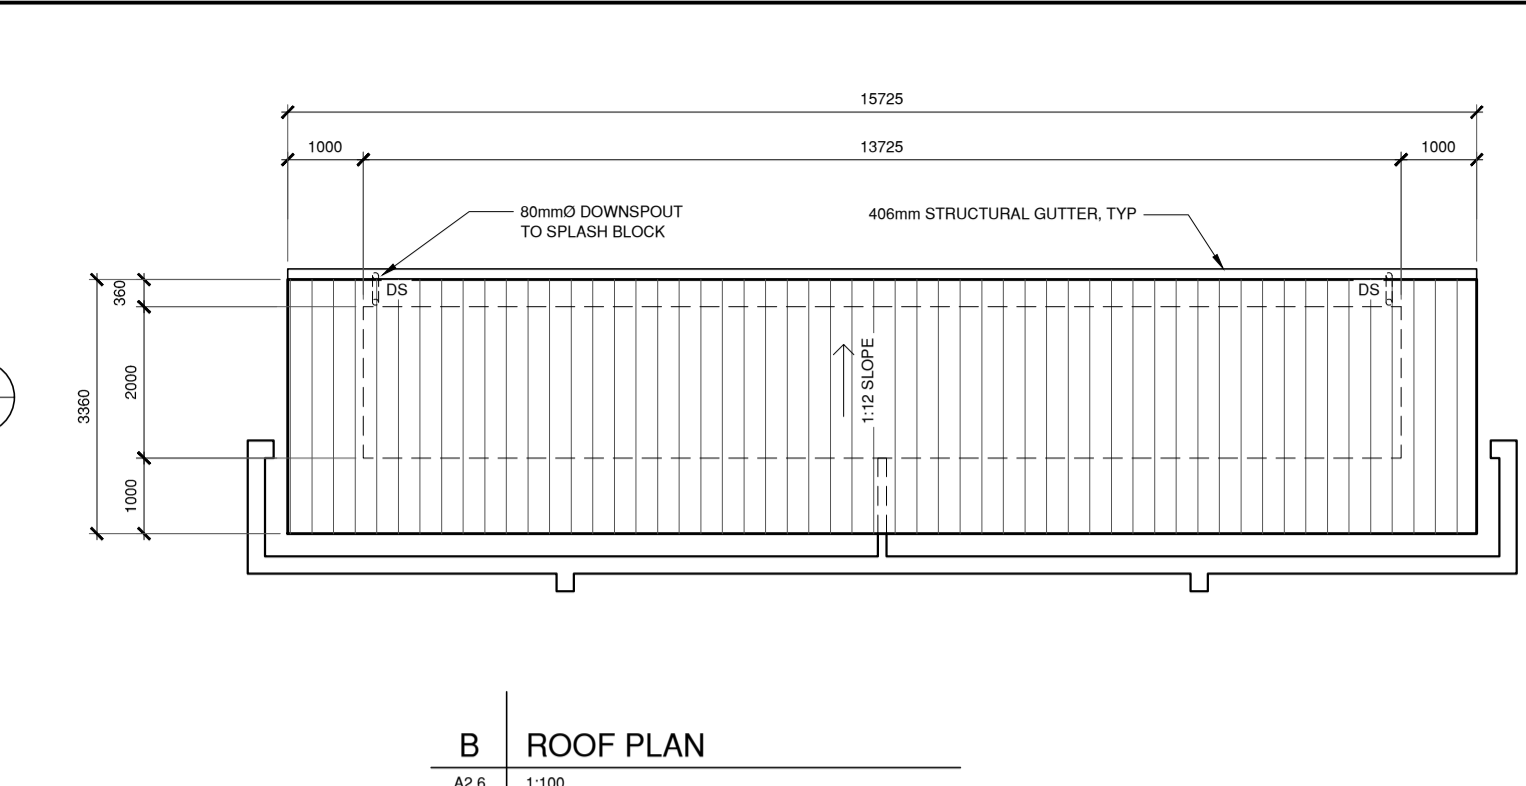 15725
1000
13725
1000
80mmØ DOWNSPOUT
TO SPLASH BLOCK
406mm STRUCTURAL GUTTER, TYP
DS
DS
360
2000
3360
1000
1:12 SLOPE
B
ROOF PLAN
A2.6
1:100